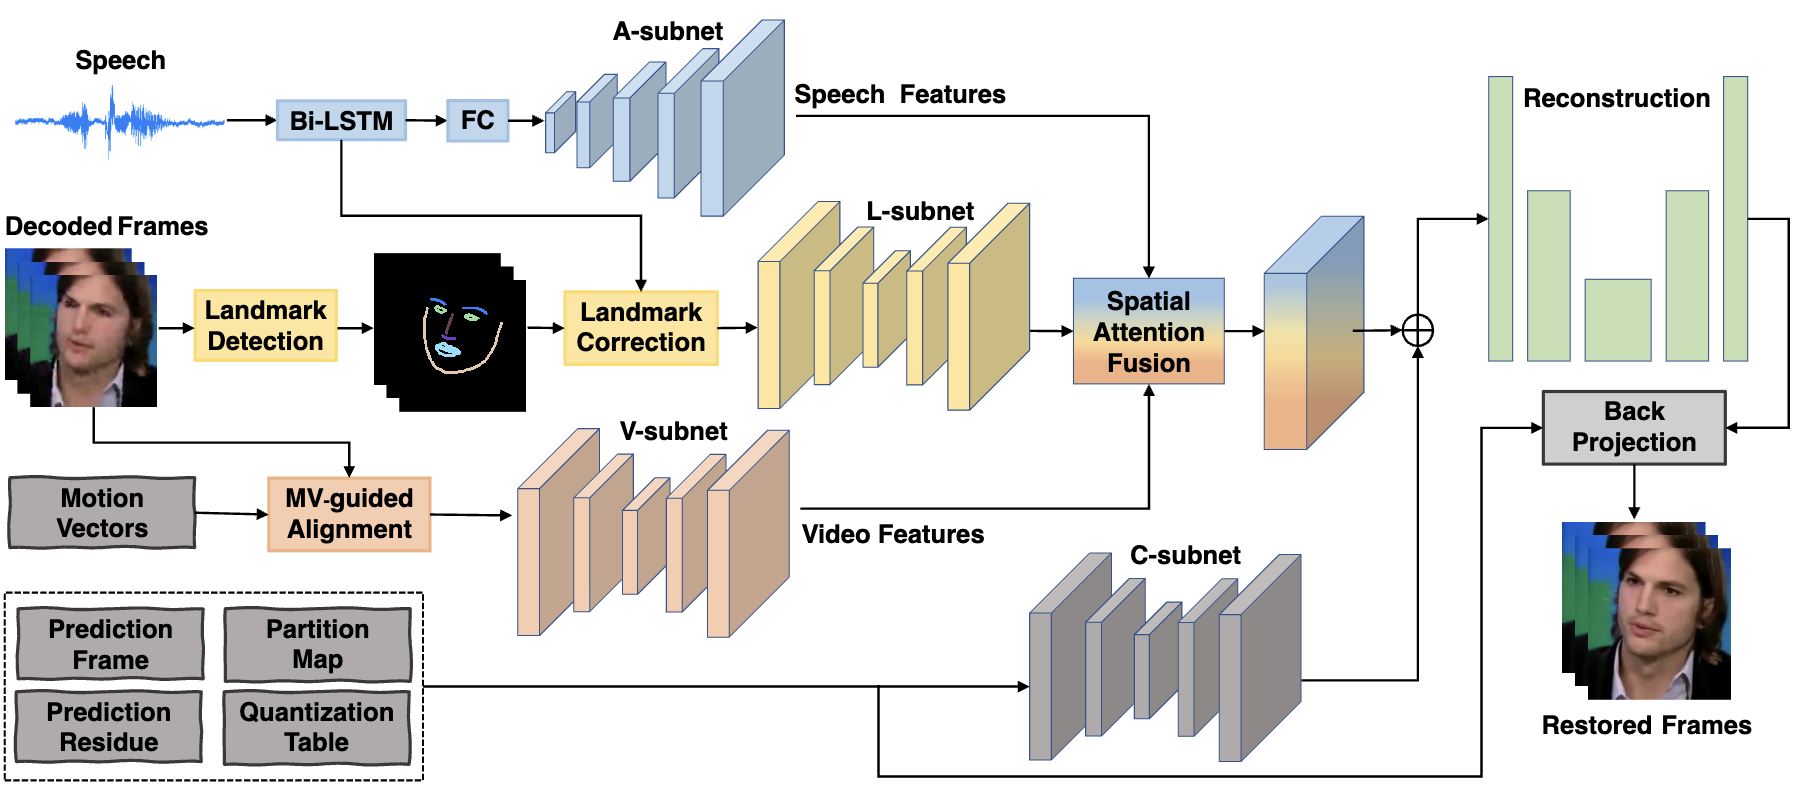 A-subnet
Speech
Speech Features
Reconstruction
Bi-LSTM
FC
Decoded Frames
L-subnet
Landmark
Detection
Landmark
Correction
Spatial
Attention
Fusion
Back
Projection
V-subnet
Motion
Vectors
MV-guided
Alignment
Video Features
C-subnet
Prediction
Frame
Partition
Map
Prediction
Residue
Quantization
Table
Restored Frames